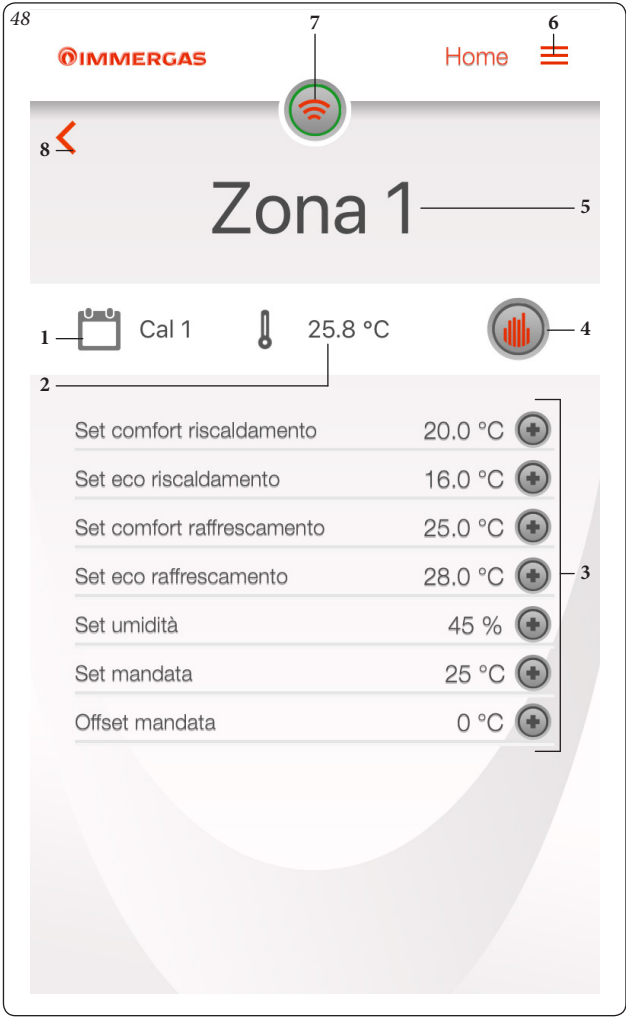 48
7
6
IMMERGAS
Home
8
Zona 1
5
1
Cal 1
25.8 °C
4
2
Set comfort riscaldamento 20.0 °C
Set eco riscaldamento 16.0 °C
Set comfort raffrescamento 25.0 °C
Set eco raffrescamento 28.0 °C
3
Set umidità 45 %
Set mandata 25 °C
Offset mandata 0 °C